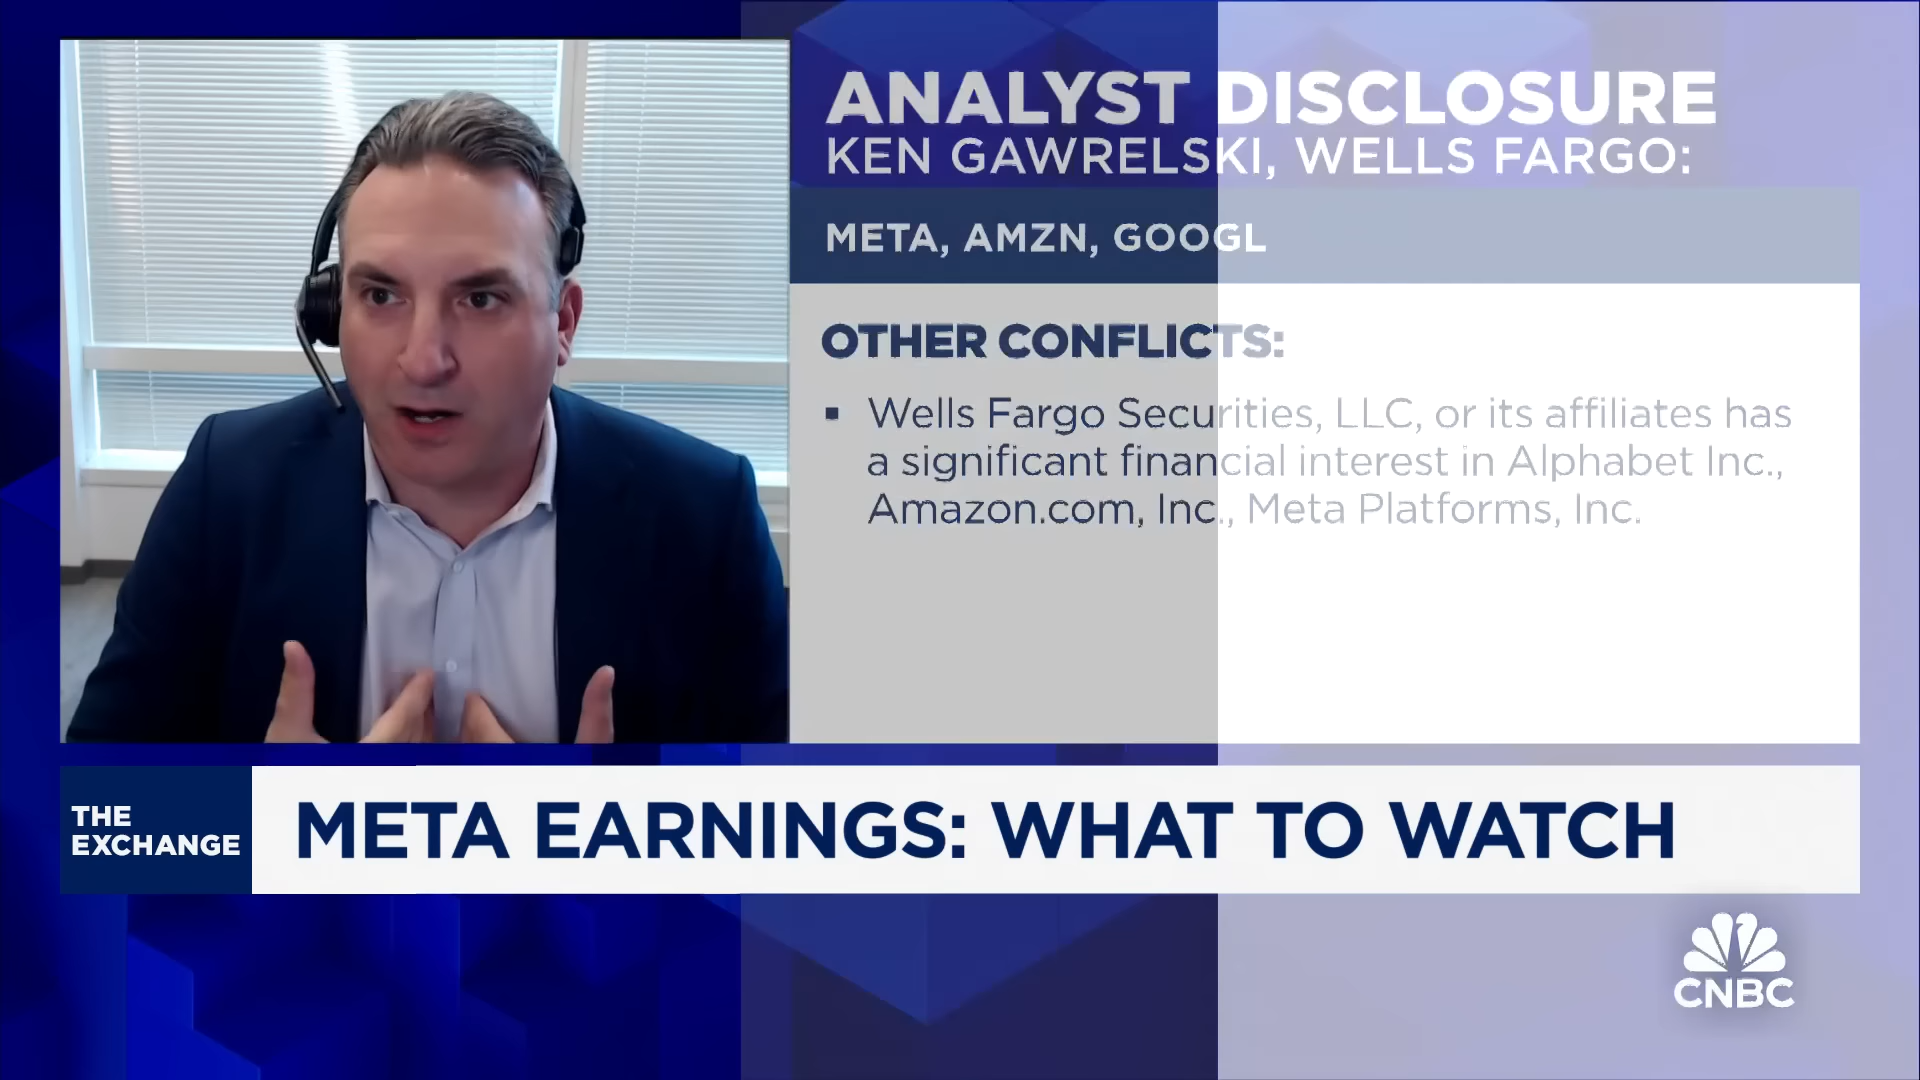 ANALYST DISCLOSURE
KEN GAWRELSKI, WELLS FARGO:
META, AMZN, GOOGL
OTHER CONFLICTS:
▪ Wells Fargo Securities, LLC, or its affiliates has
a significant financial interest in Alphabet Inc.,
Amazon.com, Inc., Meta Platforms, Inc.
THE
EXCHANGE
META EARNINGS: WHAT TO WATCH
CNBC